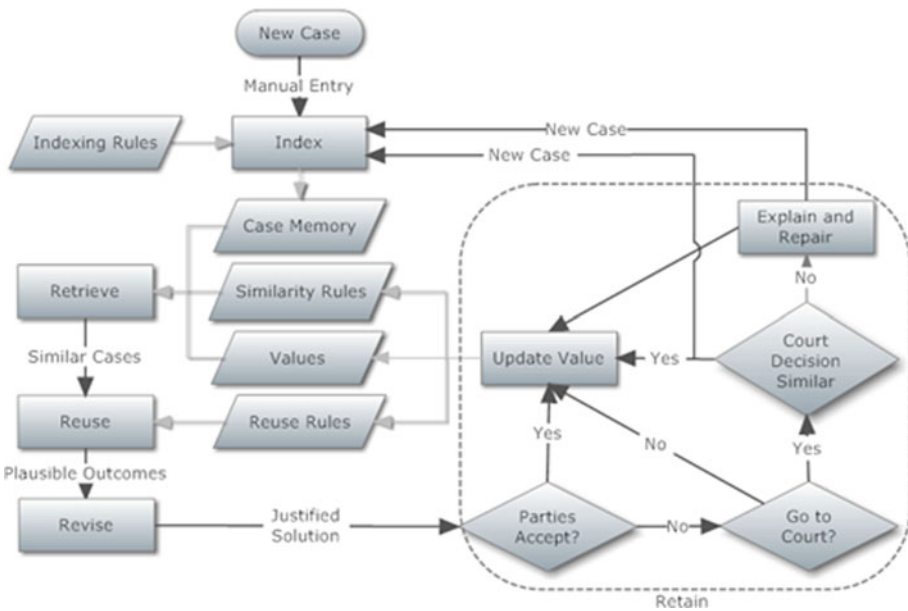 New Case
Manual Entry
New Case
Indexing Rules
Index
New Case
Case Memory
Explain and
Repair
Retrieve
Similarity Rules
No
Similar Cases
Values
Update Value
Yes
Court
Decision
Similar
Reuse
Reuse Rules
Yes
No
Yes
Plausible Outcomes
Revise
Justified
Solution
Parties
Accept?
No
Go to
Court?
Retain